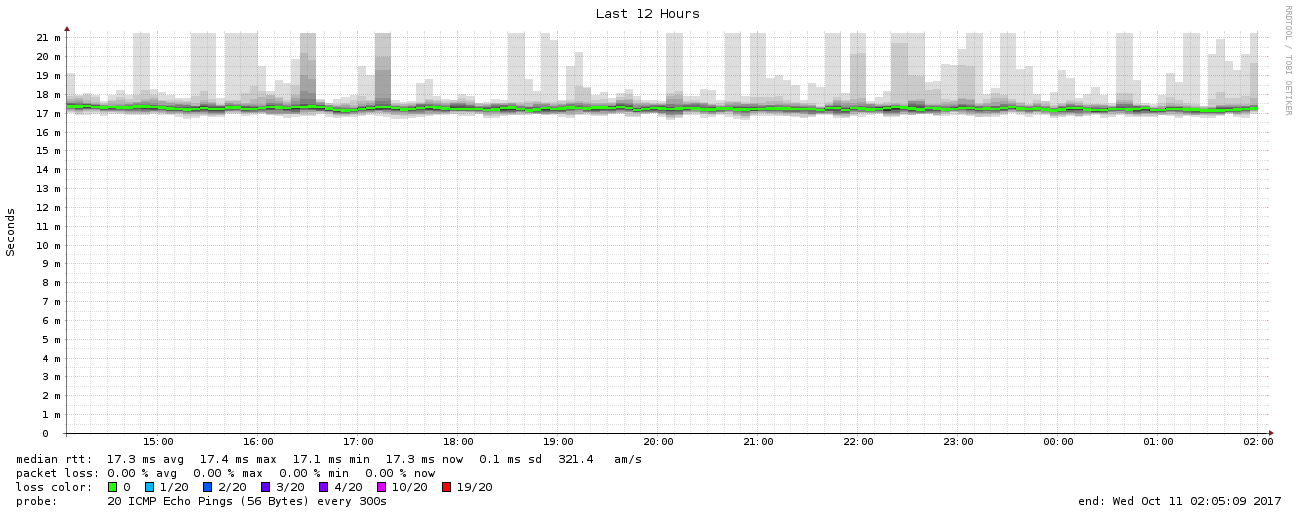 Last 12 Hours
RRDTOOL / TOBI OETIKER
21 m
20 m
19 m
18 m
17 m
16 m
15 m
14 m
13 m
12 m
11 m
10 m
9 m
8 m
7 m
6 m
5 m
4 m
3 m
2 m
1 m
0
Seconds
15:00 16:00 17:00 18:00 19:00 20:00 21:00 22:00 23:00 00:00 01:00 02:00
median rtt: 17.3 ms avg 17.4 ms max 17.1 ms min 17.3 ms now 0.1 ms sd 321.4 am/s
packet loss: 0.00 % avg 0.00 % max 0.00 % min 0.00 % now
loss color: 0 1/20 2/20 3/20 4/20 10/20 19/20
probe: 20 ICMP Echo Pings (56 Bytes) every 300s end: Wed Oct 11 02:05:09 2017